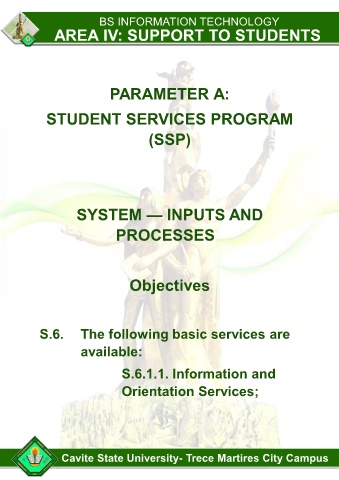 BS INFORMATION TECHNOLOGY
AREA IV: SUPPORT TO STUDENTS
PARAMETER A:
STUDENT SERVICES PROGRAM
(SSP)
SYSTEM — INPUTS AND
PROCESSES
Objectives
S.6. The following basic services are
available:
S.6.1.1. Information and
Orientation Services;
Cavite State University- Trece Martires City Campus